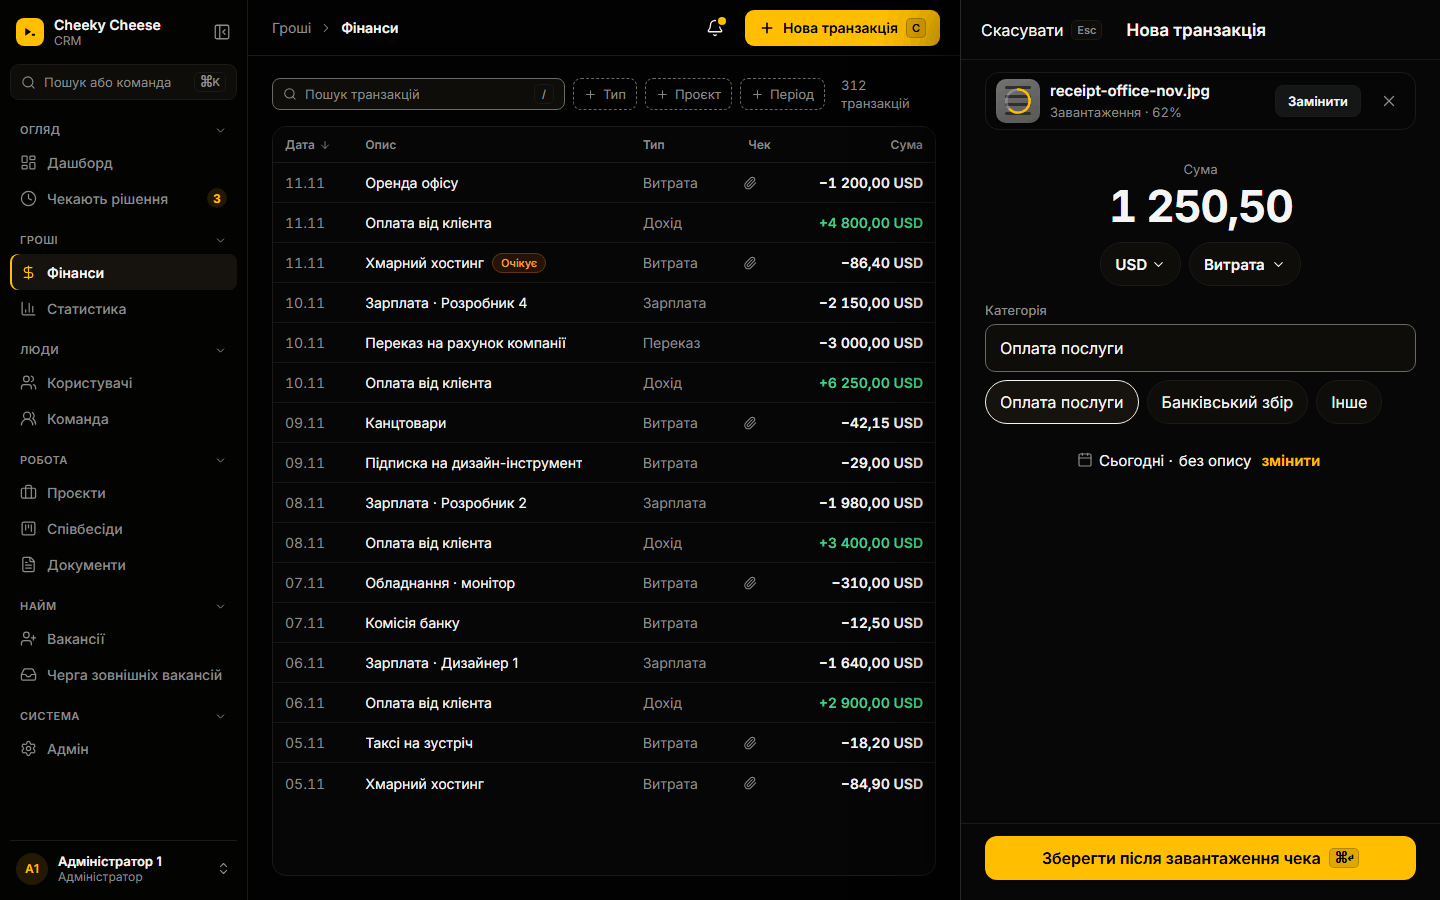 Cheeky Cheese
CRM
Пошук або команда ⌘K
ОГЛЯД
Дашборд
Чекають рішення 3
ГРОШІ
Фінанси
Статистика
ЛЮДИ
Користувачі
Команда
РОБОТА
Проєкти
Співбесіди
Документи
НАЙМ
Вакансії
Черга зовнішніх вакансій
СИСТЕМА
Адмін
A1 Адміністратор 1
Адміністратор
Гроші Фінанси
Нова транзакція C
Пошук транзакцій /
Тип
Проєкт
Період
312 транзакцій
Дата Опис Тип Чек Сума
11.11 Оренда офісу Витрата −1 200,00 USD
11.11 Оплата від клієнта Дохід +4 800,00 USD
11.11 Хмарний хостинг Очікує Витрата −86,40 USD
10.11 Зарплата · Розробник 4 Зарплата −2 150,00 USD
10.11 Переказ на рахунок компанії Переказ −3 000,00 USD
10.11 Оплата від клієнта Дохід +6 250,00 USD
09.11 Канцтовари Витрата −42,15 USD
09.11 Підписка на дизайн-інструмент Витрата −29,00 USD
08.11 Зарплата · Розробник 2 Зарплата −1 980,00 USD
08.11 Оплата від клієнта Дохід +3 400,00 USD
07.11 Обладнання · монітор Витрата −310,00 USD
07.11 Комісія банку Витрата −12,50 USD
06.11 Зарплата · Дизайнер 1 Зарплата −1 640,00 USD
06.11 Оплата від клієнта Дохід +2 900,00 USD
05.11 Таксі на зустріч Витрата −18,20 USD
05.11 Хмарний хостинг Витрата −84,90 USD
Скасувати Esc Нова транзакція
receipt-office-nov.jpg
Завантаження · 62%
Замінити
Сума
1 250,50
USD Витрата
Категорія
Оплата послуги
Оплата послуги Банківський збір Інше
Сьогодні · без опису змінити
Зберегти після завантаження чека ⌘↵